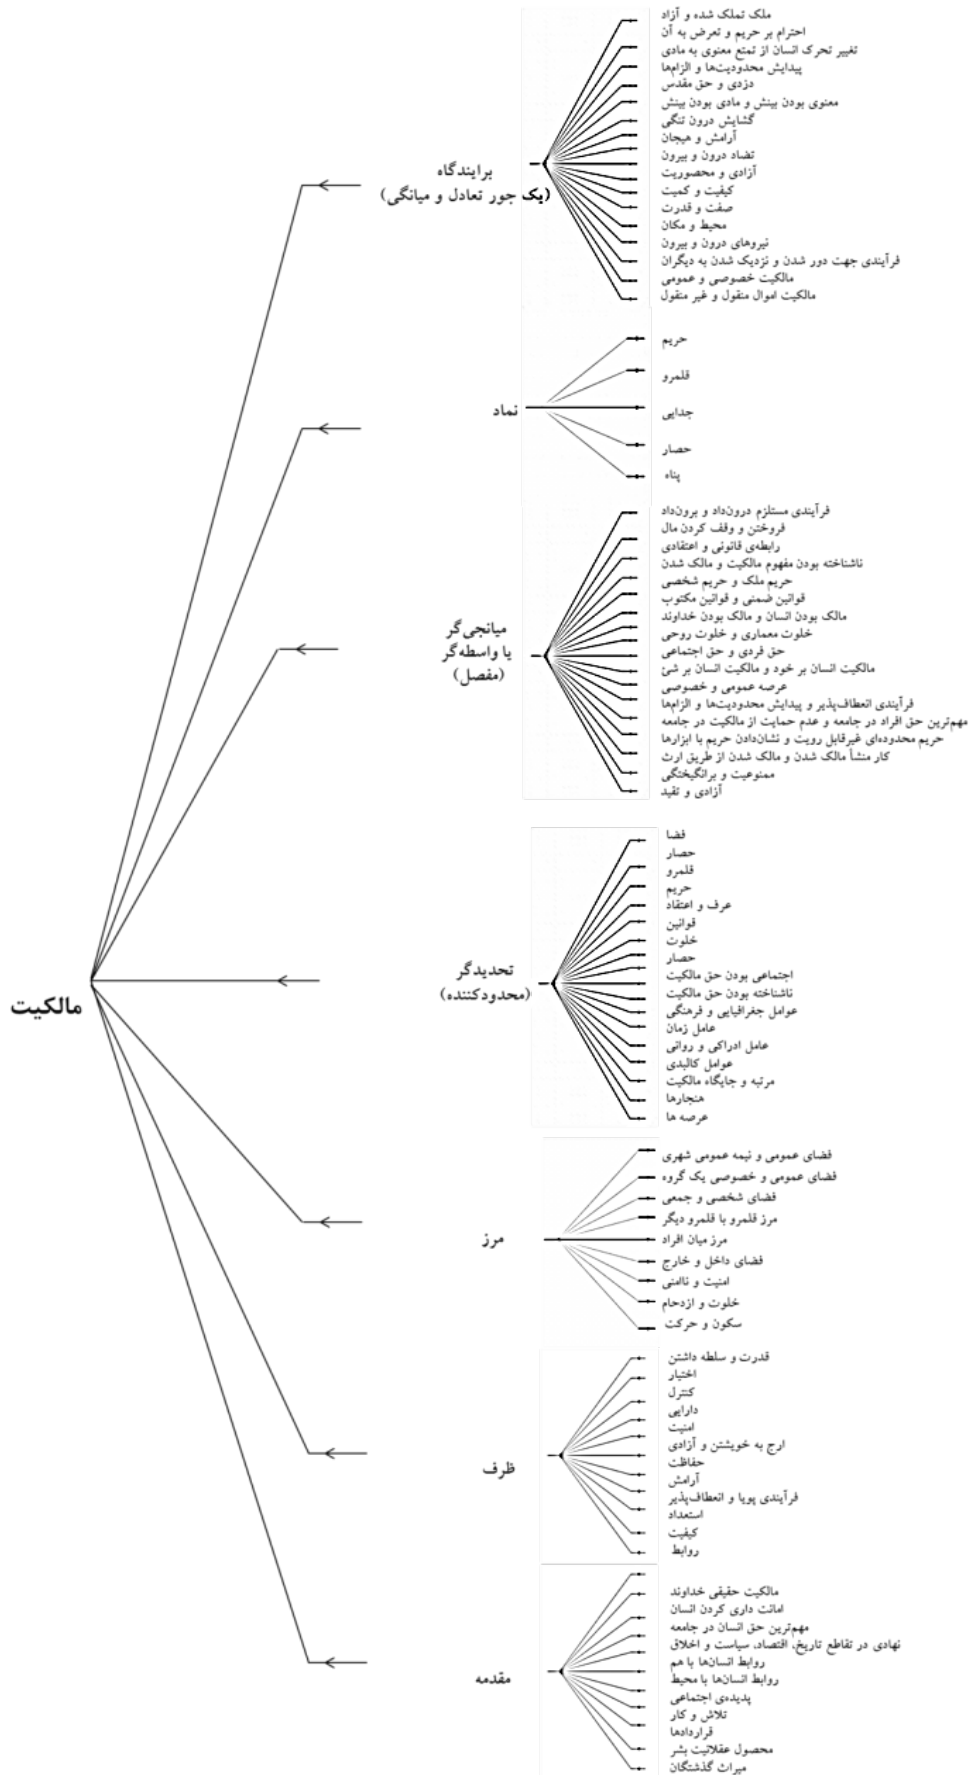 ملک تملک شده و آزاد
احترام بر حریم و تعرض به آن
تغییر تحرک انسان از تمتع معنوی به مادی
پیدایش محدودیت‌ها و الزام‌ها
دزدی و حق مقدس
معنوی بودن بینش و مادی بودن بینش
گشایش درون تنگی
آرامش و هیجان
تضاد درون و بیرون
آزادی و محصوریت
کیفیت و کمیت
صفت و قدرت
محیط و مکان
نیروهای درون و بیرون
فرآیندی جهت دور شدن و نزدیک شدن به دیگران
مالکیت خصوصی و عمومی
مالکیت اموال منقول و غیر منقول
برایندگاه
(یک جور تعادل و میانگی)
حریم
قلمرو
جدایی
حصار
پناه
نماد
فرآیندی مستلزم درون‌داد و برون‌داد
فروختن و وقف کردن مال
رابطه‌ی قانونی و اعتقادی
ناشناخته بودن مفهوم مالکیت و مالک شدن
حریم ملک و حریم شخصی
قوانین ضمنی و قوانین مکتوب
مالک بودن انسان و مالک بودن خداوند
خلوت معماری و خلوت روحی
حق فردی و حق اجتماعی
مالکیت انسان بر خود و مالکیت انسان بر شئ
عرصه عمومی و خصوصی
فرآیندی انعطاف‌پذیر و پیدایش محدودیت‌ها و الزام‌ها
مهم‌ترین حق افراد در جامعه و عدم حمایت از مالکیت در جامعه
حریم محدوده‌ای غیرقابل رویت و نشان‌دادن حریم با ابزارها
کار منشأ مالک شدن و مالک شدن از طریق ارث
ممنوعیت و برانگیختگی
آزادی و تقید
میانجی‌گر
یا واسطه‌گر
(مفصل)
فضا
حصار
قلمرو
حریم
عرف و اعتقاد
قوانین
خلوت
حصار
اجتماعی بودن حق مالکیت
ناشناخته بودن حق مالکیت
عوامل جغرافیایی و فرهنگی
عامل زمان
عامل ادراکی و روانی
عوامل کالبدی
مرتبه و جایگاه مالکیت
هنجارها
عرصه ها
تحدیدگر
(محدودکننده)
مالکیت
فضای عمومی و نیمه عمومی شهری
فضای عمومی و خصوصی یک گروه
فضای شخصی و جمعی
مرز قلمرو با قلمرو دیگر
مرز میان افراد
فضای داخل و خارج
امنیت و ناامنی
خلوت و ازدحام
سکون و حرکت
مرز
قدرت و سلطه داشتن
اختیار
کنترل
دارایی
امنیت
ارج به خویشتن و آزادی
حفاظت
آرامش
فرآیندی پویا و انعطاف‌پذیر
استعداد
کیفیت
روابط
ظرف
مالکیت حقیقی خداوند
امانت داری کردن انسان
مهم‌ترین حق انسان در جامعه
نهادی در تقاطع تاریخ، اقتصاد، سیاست و اخلاق
روابط انسان‌ها با هم
روابط انسان‌ها با محیط
پدیده‌ی اجتماعی
تلاش و کار
قراردادها
محصول عقلانیت بشر
میراث گذشتگان
مقدمه